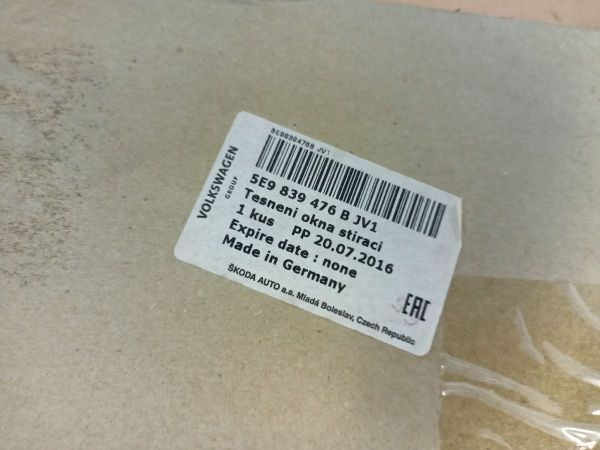 5E9839476B JV1
VOLKSWAGEN
GROUP
5E9 839 476 B JV1
Tesneni okna stiraci
1 kus PP 20.07.2016
Expire date : none
Made in Germany
ŠKODA AUTO a.s. Mladá Boleslav, Czech Republic
EAC